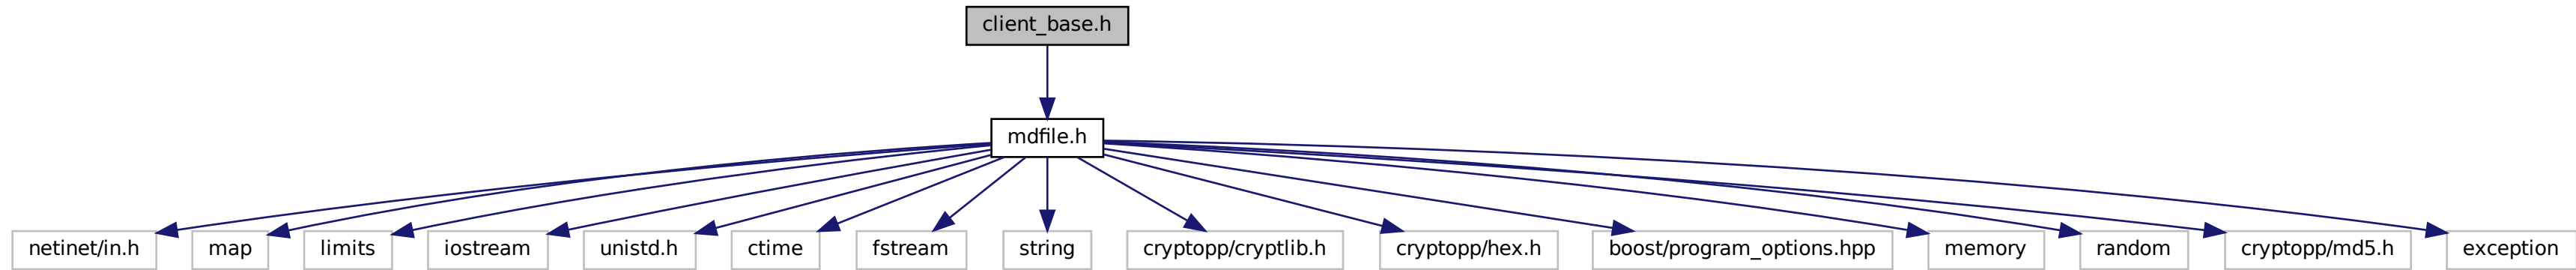 client_base.h
mdfile.h
netinet/in.h
map
limits
iostream
unistd.h
ctime
fstream
string
cryptopp/cryptlib.h
cryptopp/hex.h
boost/program_options.hpp
memory
random
cryptopp/md5.h
exception